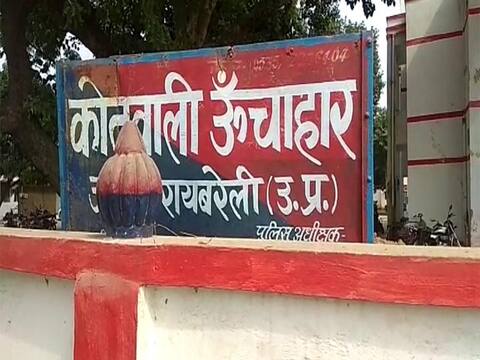 कोतवाली ऊँचाहार
रायबरेली (उ.प्र.)
पुलिस अधीक्षक-